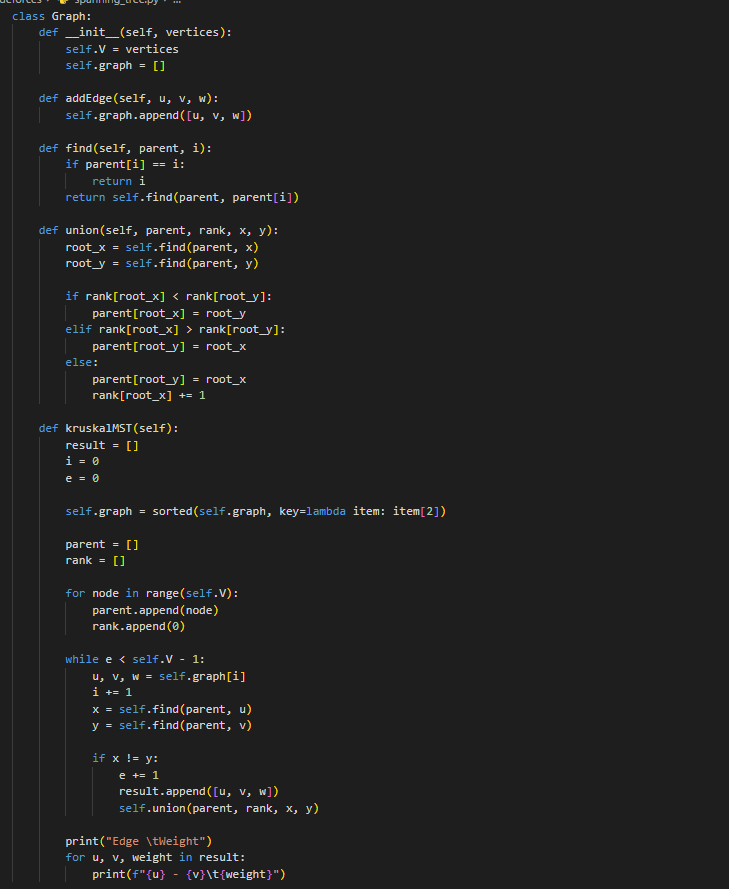 spanning_tree.py
class Graph:
    def __init__(self, vertices):
        self.V = vertices
        self.graph = []

    def addEdge(self, u, v, w):
        self.graph.append([u, v, w])

    def find(self, parent, i):
        if parent[i] == i:
            return i
        return self.find(parent, parent[i])

    def union(self, parent, rank, x, y):
        root_x = self.find(parent, x)
        root_y = self.find(parent, y)

        if rank[root_x] < rank[root_y]:
            parent[root_x] = root_y
        elif rank[root_x] > rank[root_y]:
            parent[root_y] = root_x
        else:
            parent[root_y] = root_x
            rank[root_x] += 1

    def kruskalMST(self):
        result = []
        i = 0
        e = 0

        self.graph = sorted(self.graph, key=lambda item: item[2])

        parent = []
        rank = []

        for node in range(self.V):
            parent.append(node)
            rank.append(0)

        while e < self.V - 1:
            u, v, w = self.graph[i]
            i += 1
            x = self.find(parent, u)
            y = self.find(parent, v)

            if x != y:
                e += 1
                result.append([u, v, w])
                self.union(parent, rank, x, y)

        print("Edge \tWeight")
        for u, v, weight in result:
            print(f"{u} - {v}\t{weight}")